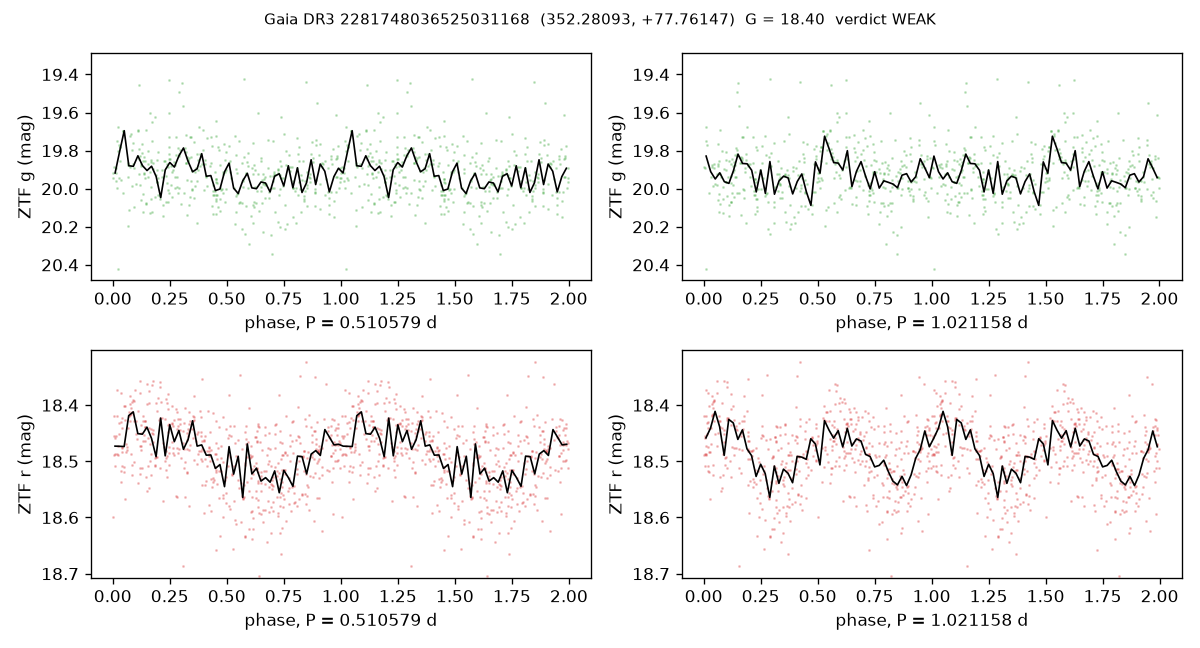 Gaia DR3 2281748036525031168 (352.28093, +77.76147) G = 18.40 verdict WEAK
ZTF g (mag)
19.4
19.6
19.8
20.0
20.2
20.4
0.00 0.25 0.50 0.75 1.00 1.25 1.50 1.75 2.00
phase, P = 0.510579 d
ZTF g (mag)
19.4
19.6
19.8
20.0
20.2
20.4
0.00 0.25 0.50 0.75 1.00 1.25 1.50 1.75 2.00
phase, P = 1.021158 d
ZTF r (mag)
18.4
18.5
18.6
18.7
0.00 0.25 0.50 0.75 1.00 1.25 1.50 1.75 2.00
phase, P = 0.510579 d
ZTF r (mag)
18.4
18.5
18.6
18.7
0.00 0.25 0.50 0.75 1.00 1.25 1.50 1.75 2.00
phase, P = 1.021158 d